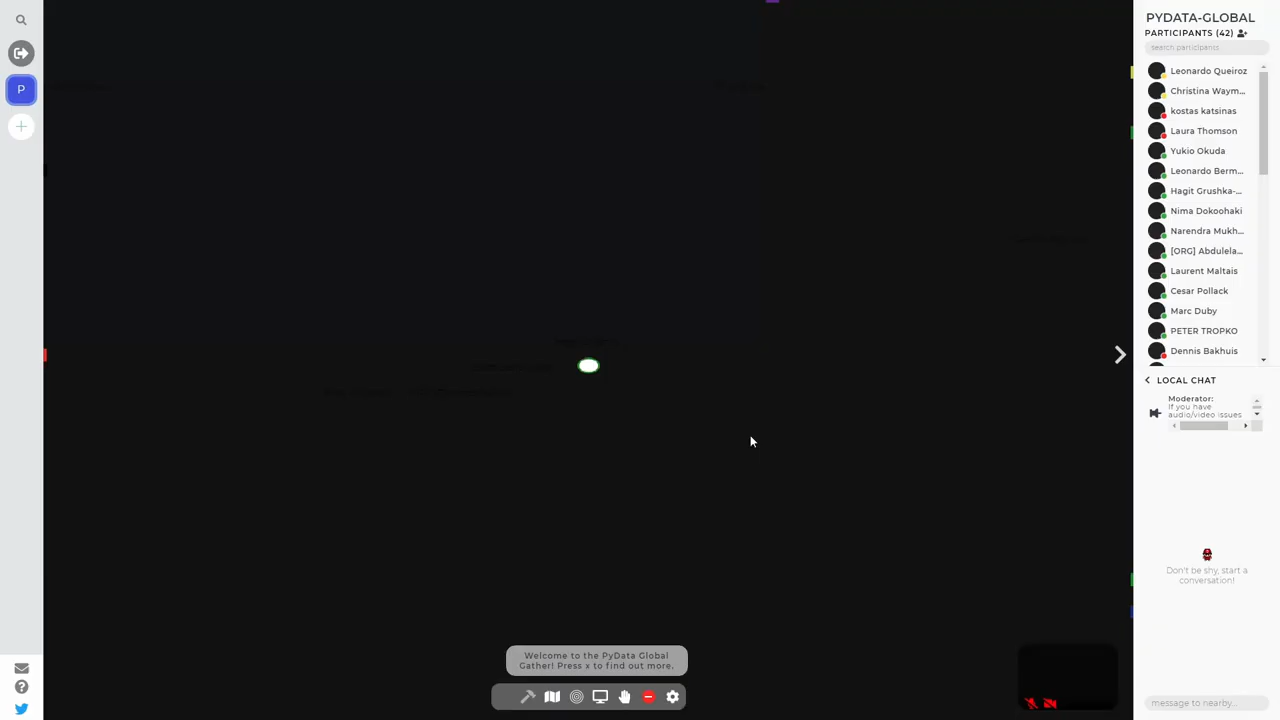 PYDATA-GLOBAL
PARTICIPANTS (42)
search participants
P
Leonardo Queiroz
Christina Waym...
kostas katsinas
Laura Thomson
Yukio Okuda
Leonardo Berm...
Hagit Grushka-...
Nima Dokoohaki
Narendra Mukh...
[ORG] Abdulela...
Laurent Maltais
Cesar Pollack
Marc Duby
PETER TROPKO
Dennis Bakhuis
LOCAL CHAT
Moderator:
If you have
audio/video issues
Don't be shy, start a
conversation!
Welcome to the PyData Global
Gather! Press x to find out more.
message to nearby...